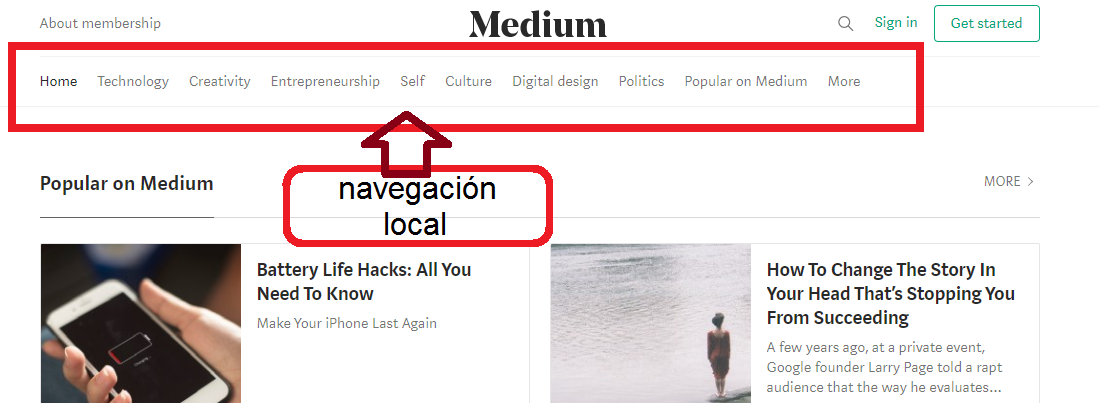 About membership
Medium
Sign in
Get started
Home Technology Creativity Entrepreneurship Self Culture Digital design Politics Popular on Medium More
navegación
local
Popular on Medium
MORE
Battery Life Hacks: All You
Need To Know
Make Your iPhone Last Again
How To Change The Story In
Your Head That's Stopping You
From Succeeding
A few years ago, at a private event,
Google founder Larry Page told a rapt
audience that the way he evaluates...